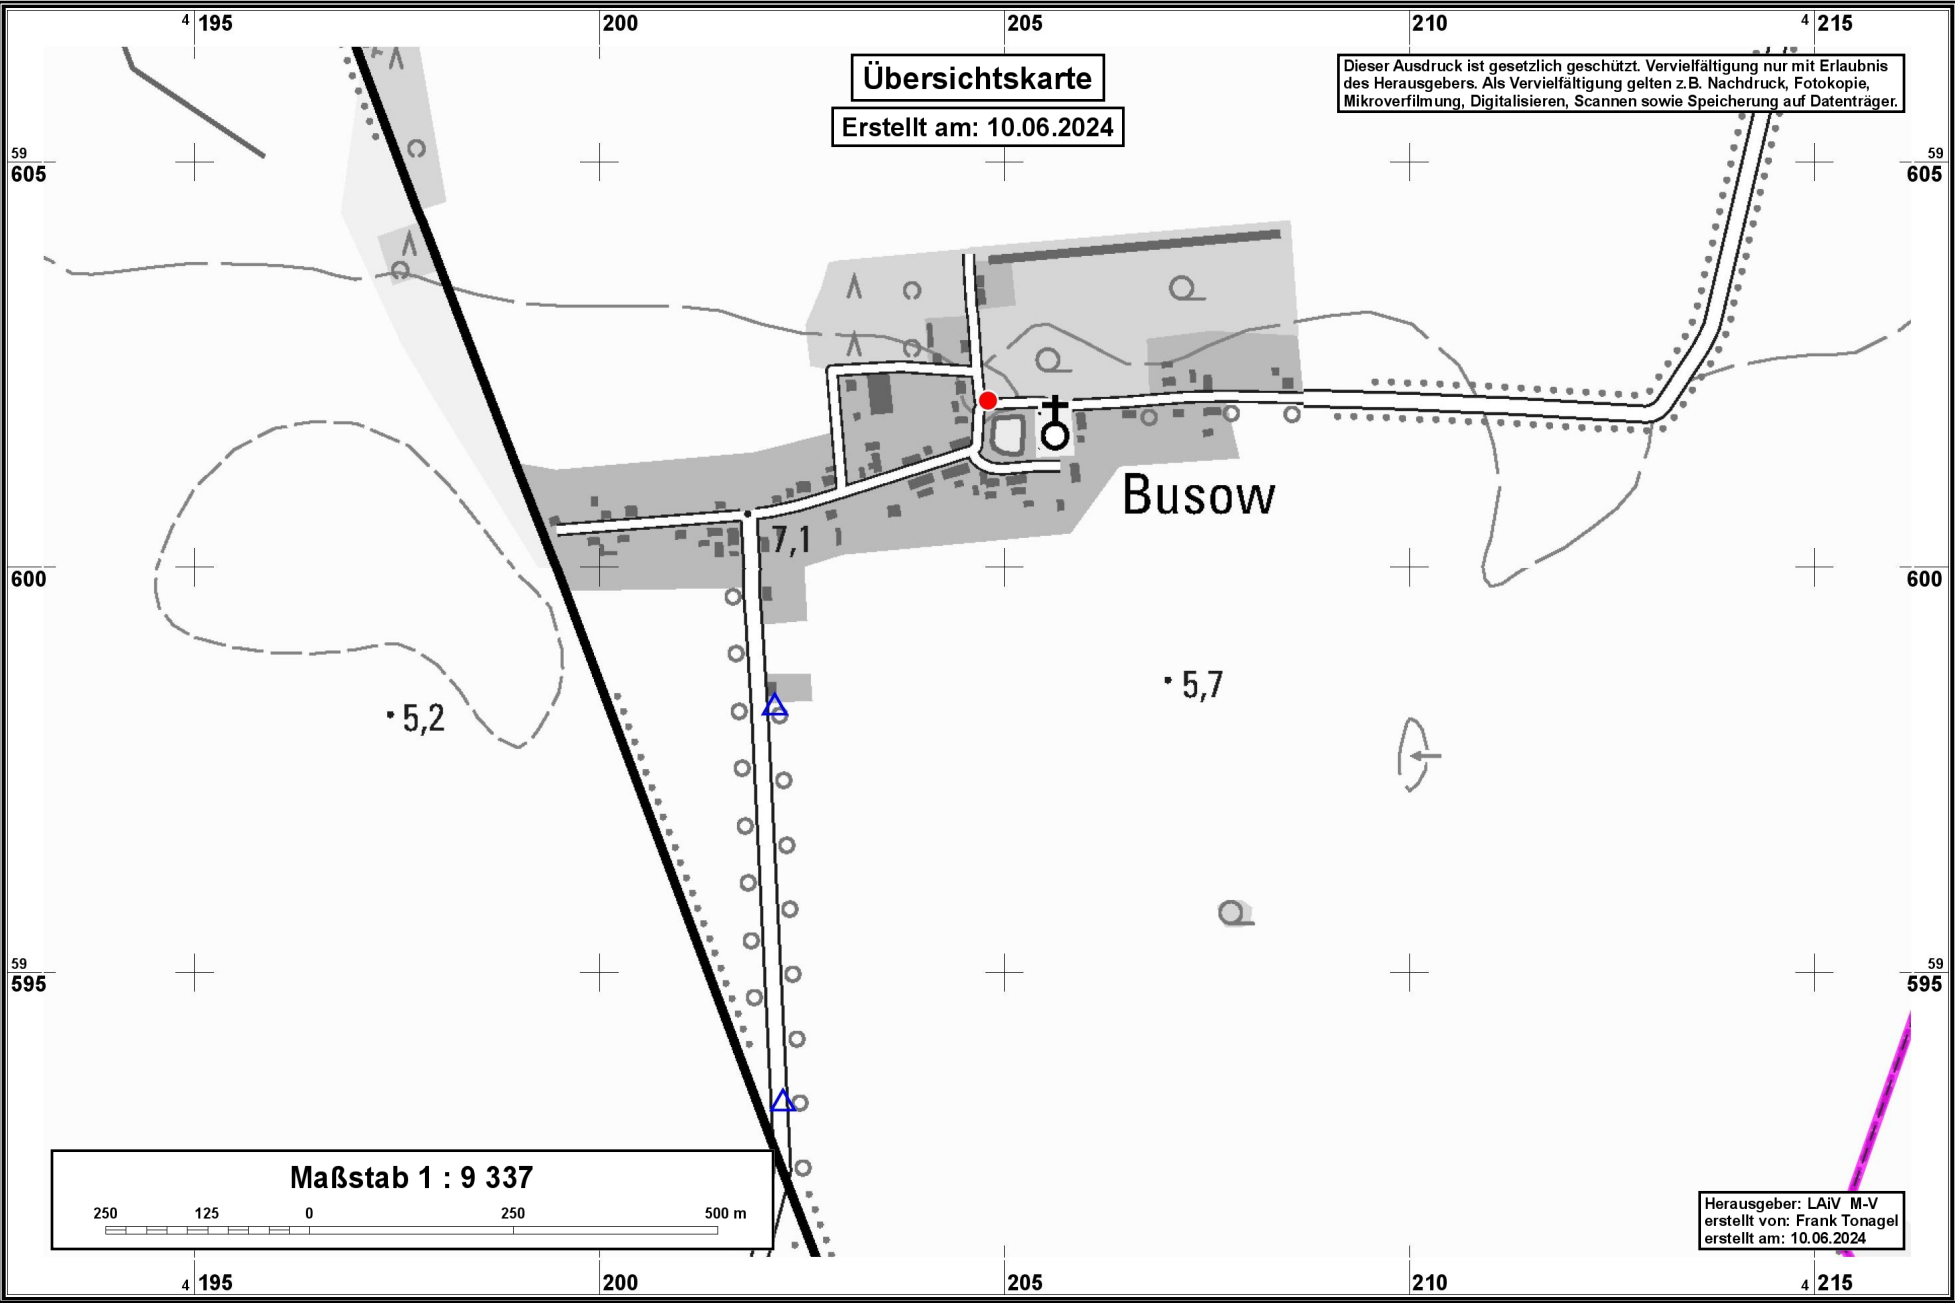 4 195 200 205 210 4 215
Übersichtskarte
Erstellt am: 10.06.2024
Dieser Ausdruck ist gesetzlich geschützt. Vervielfältigung nur mit Erlaubnis
des Herausgebers. Als Vervielfältigung gelten z.B. Nachdruck, Fotokopie,
Mikroverfilmung, Digitalisieren, Scannen sowie Speicherung auf Datenträger.
59 59
605 605
Busow
7,1
600 600
5,7
5,2
59 59
595 595
Maßstab 1 : 9 337
250 125 0 250 500 m
Herausgeber: LAiV M-V
erstellt von: Frank Tonagel
erstellt am: 10.06.2024
4 195 200 205 210 4 215